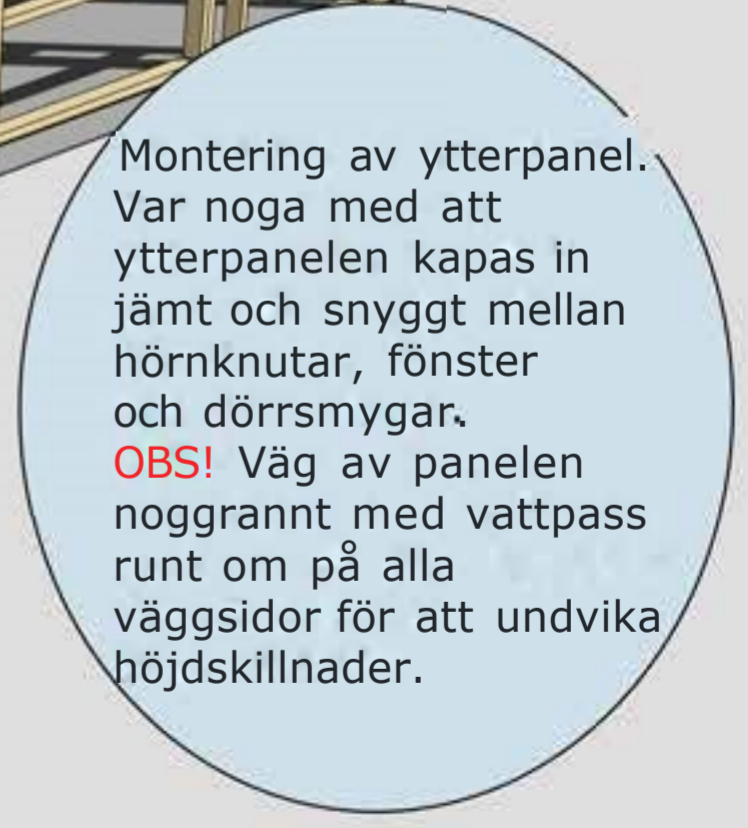 Montering av ytterpanel.
Var noga med att
ytterpanelen kapas in
jämt och snyggt mellan
hörnknutar, fönster
och dörrsmygar.
OBS! Väg av panelen
noggrannt med vattpass
runt om på alla
väggsidor för att undvika
höjdskillnader.